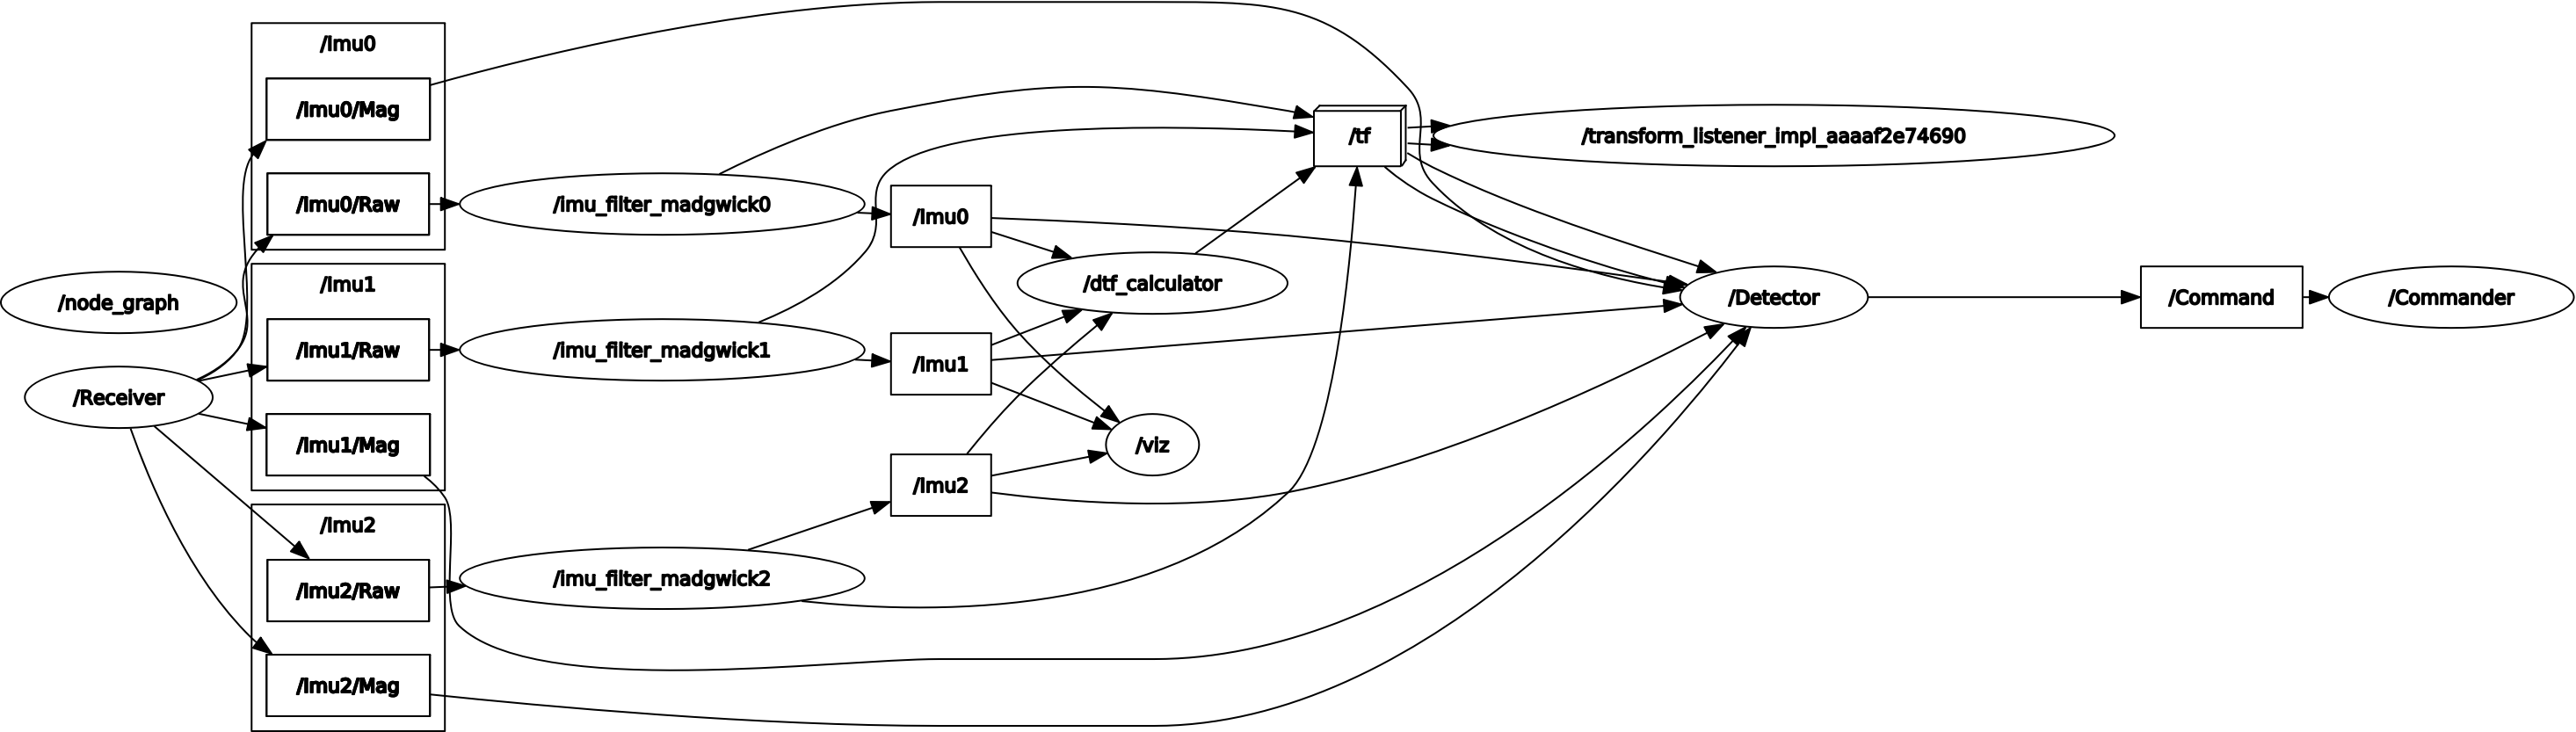 /Imu0
/Imu0/Mag
/Imu0/Raw
/Imu1
/Imu1/Raw
/Imu1/Mag
/Imu2
/Imu2/Raw
/Imu2/Mag
/node_graph
/Receiver
/imu_filter_madgwick0
/imu_filter_madgwick1
/imu_filter_madgwick2
/Imu0
/Imu1
/Imu2
/dtf_calculator
/viz
/tf
/transform_listener_impl_aaaaf2e74690
/Detector
/Command
/Commander